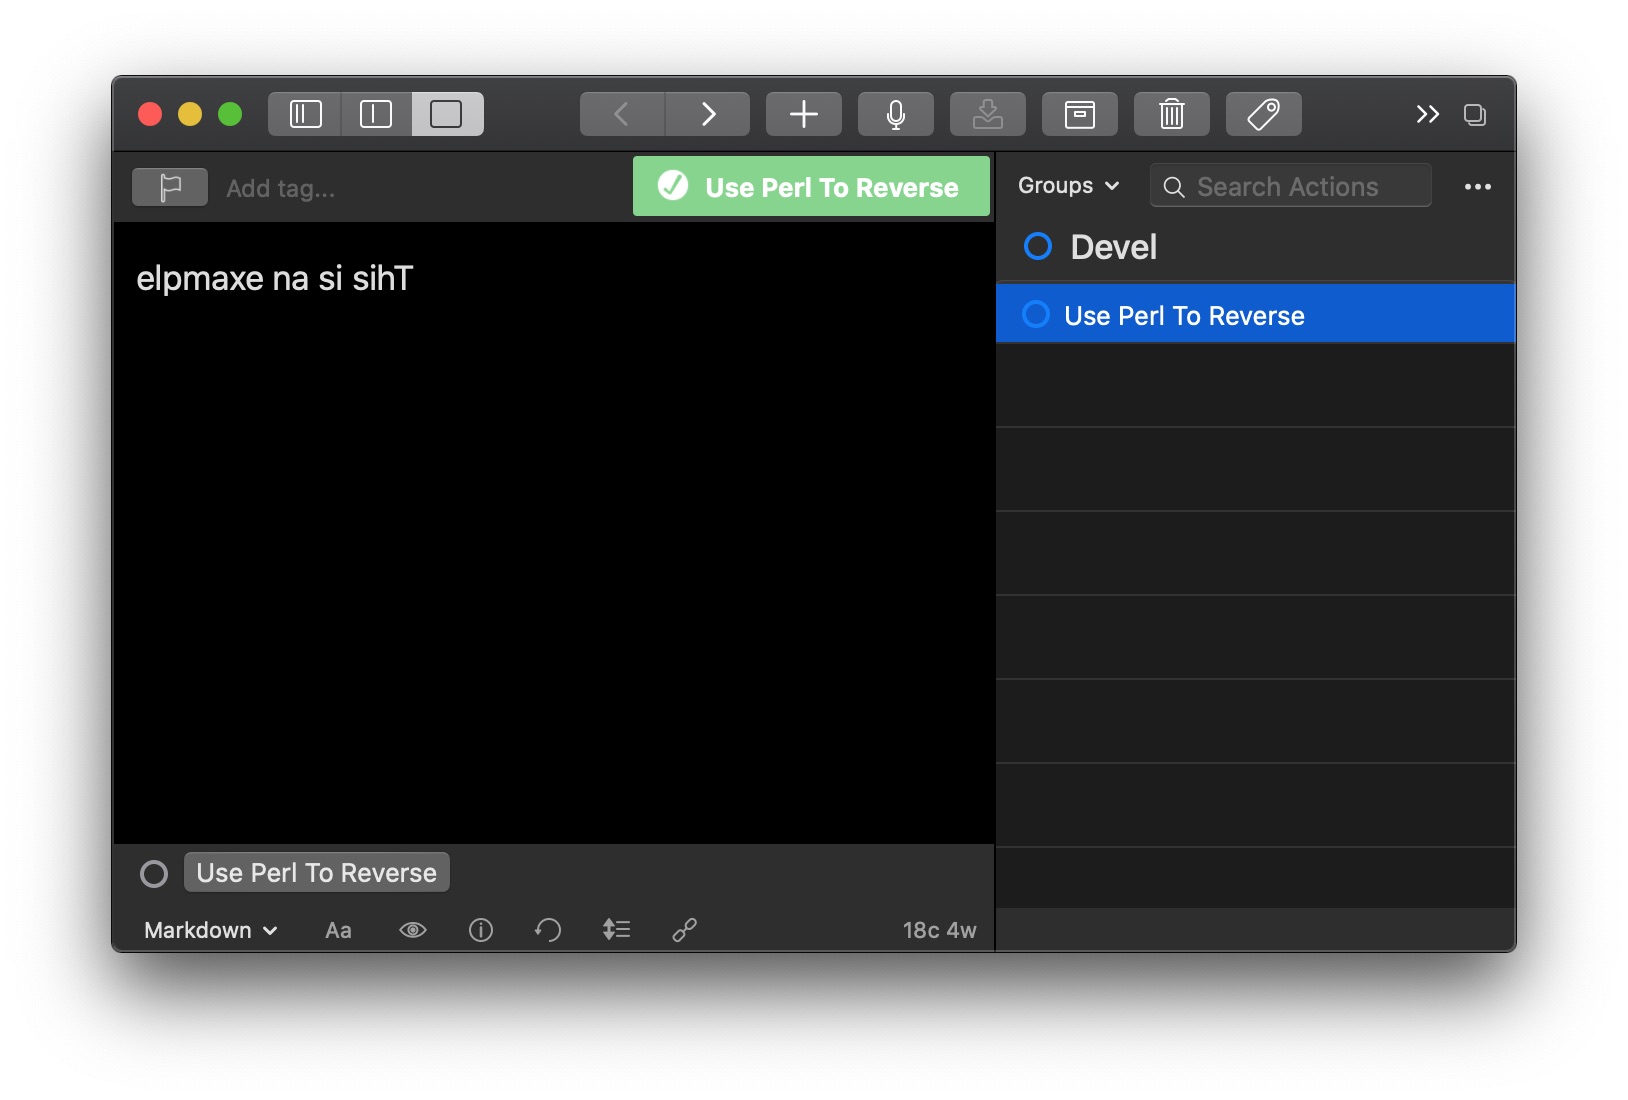 Add tag...
Use Perl To Reverse
Groups
Search Actions
Devel
Use Perl To Reverse
elpmaxe na si sihT
Use Perl To Reverse
Markdown
Aa
18c 4w